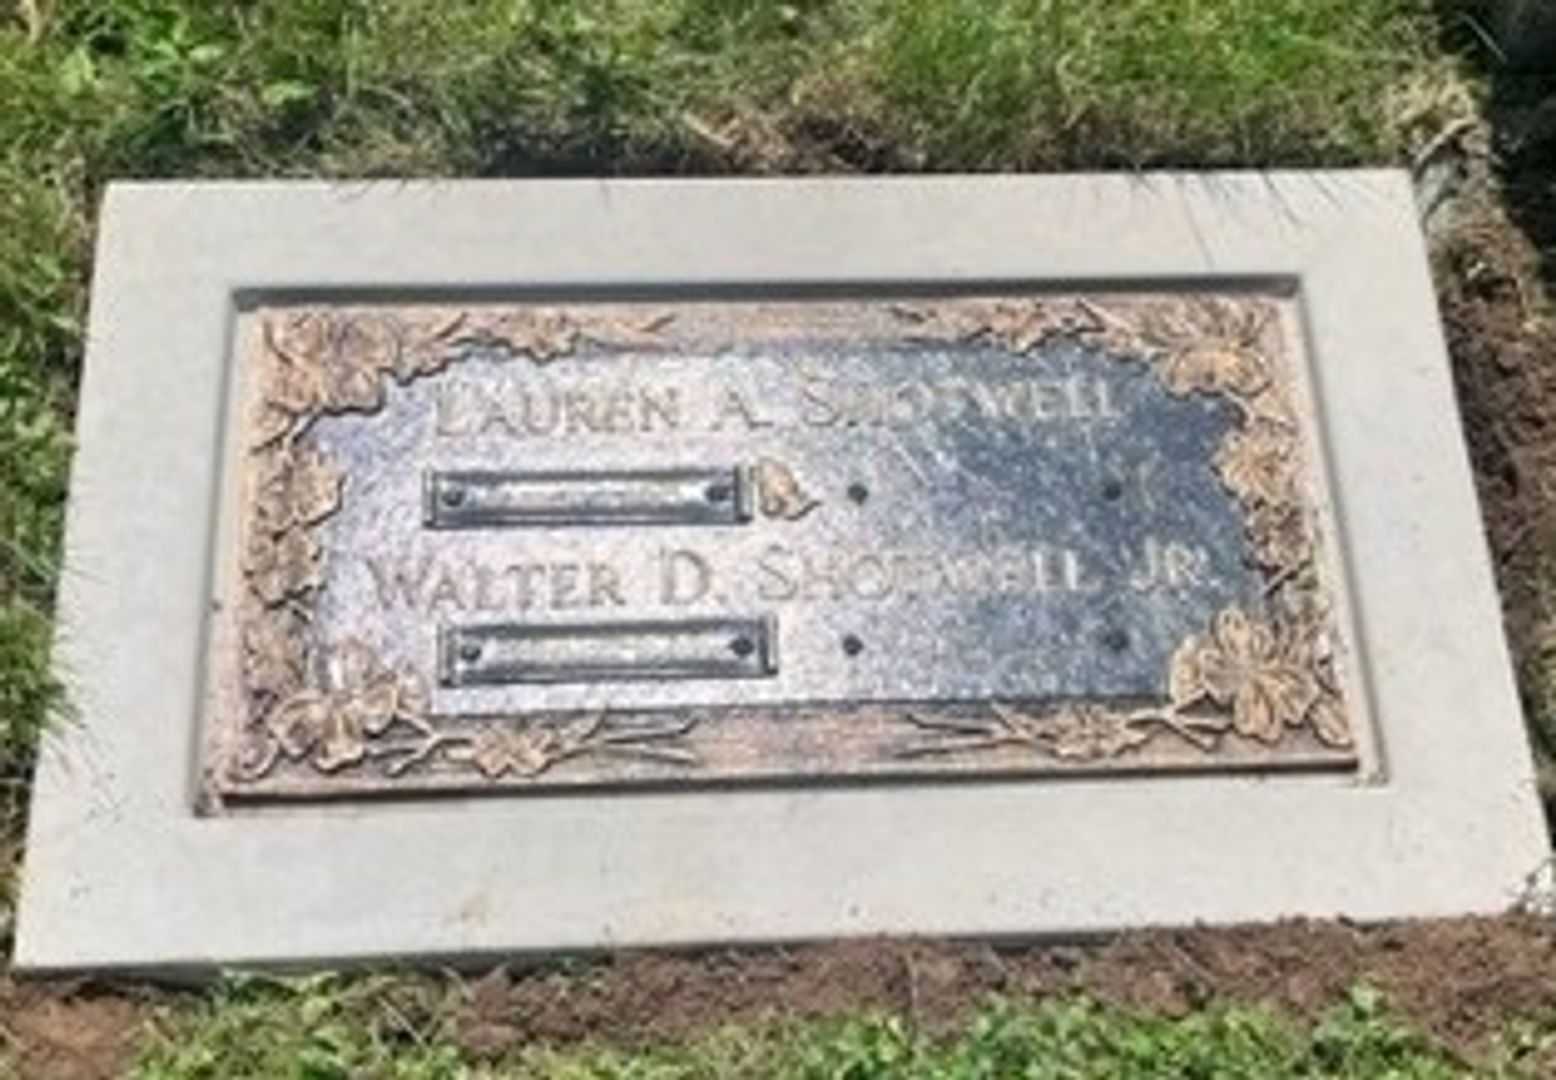 LAUREN A. SHOTWELL
WALTER D. SHOTWELL JR.